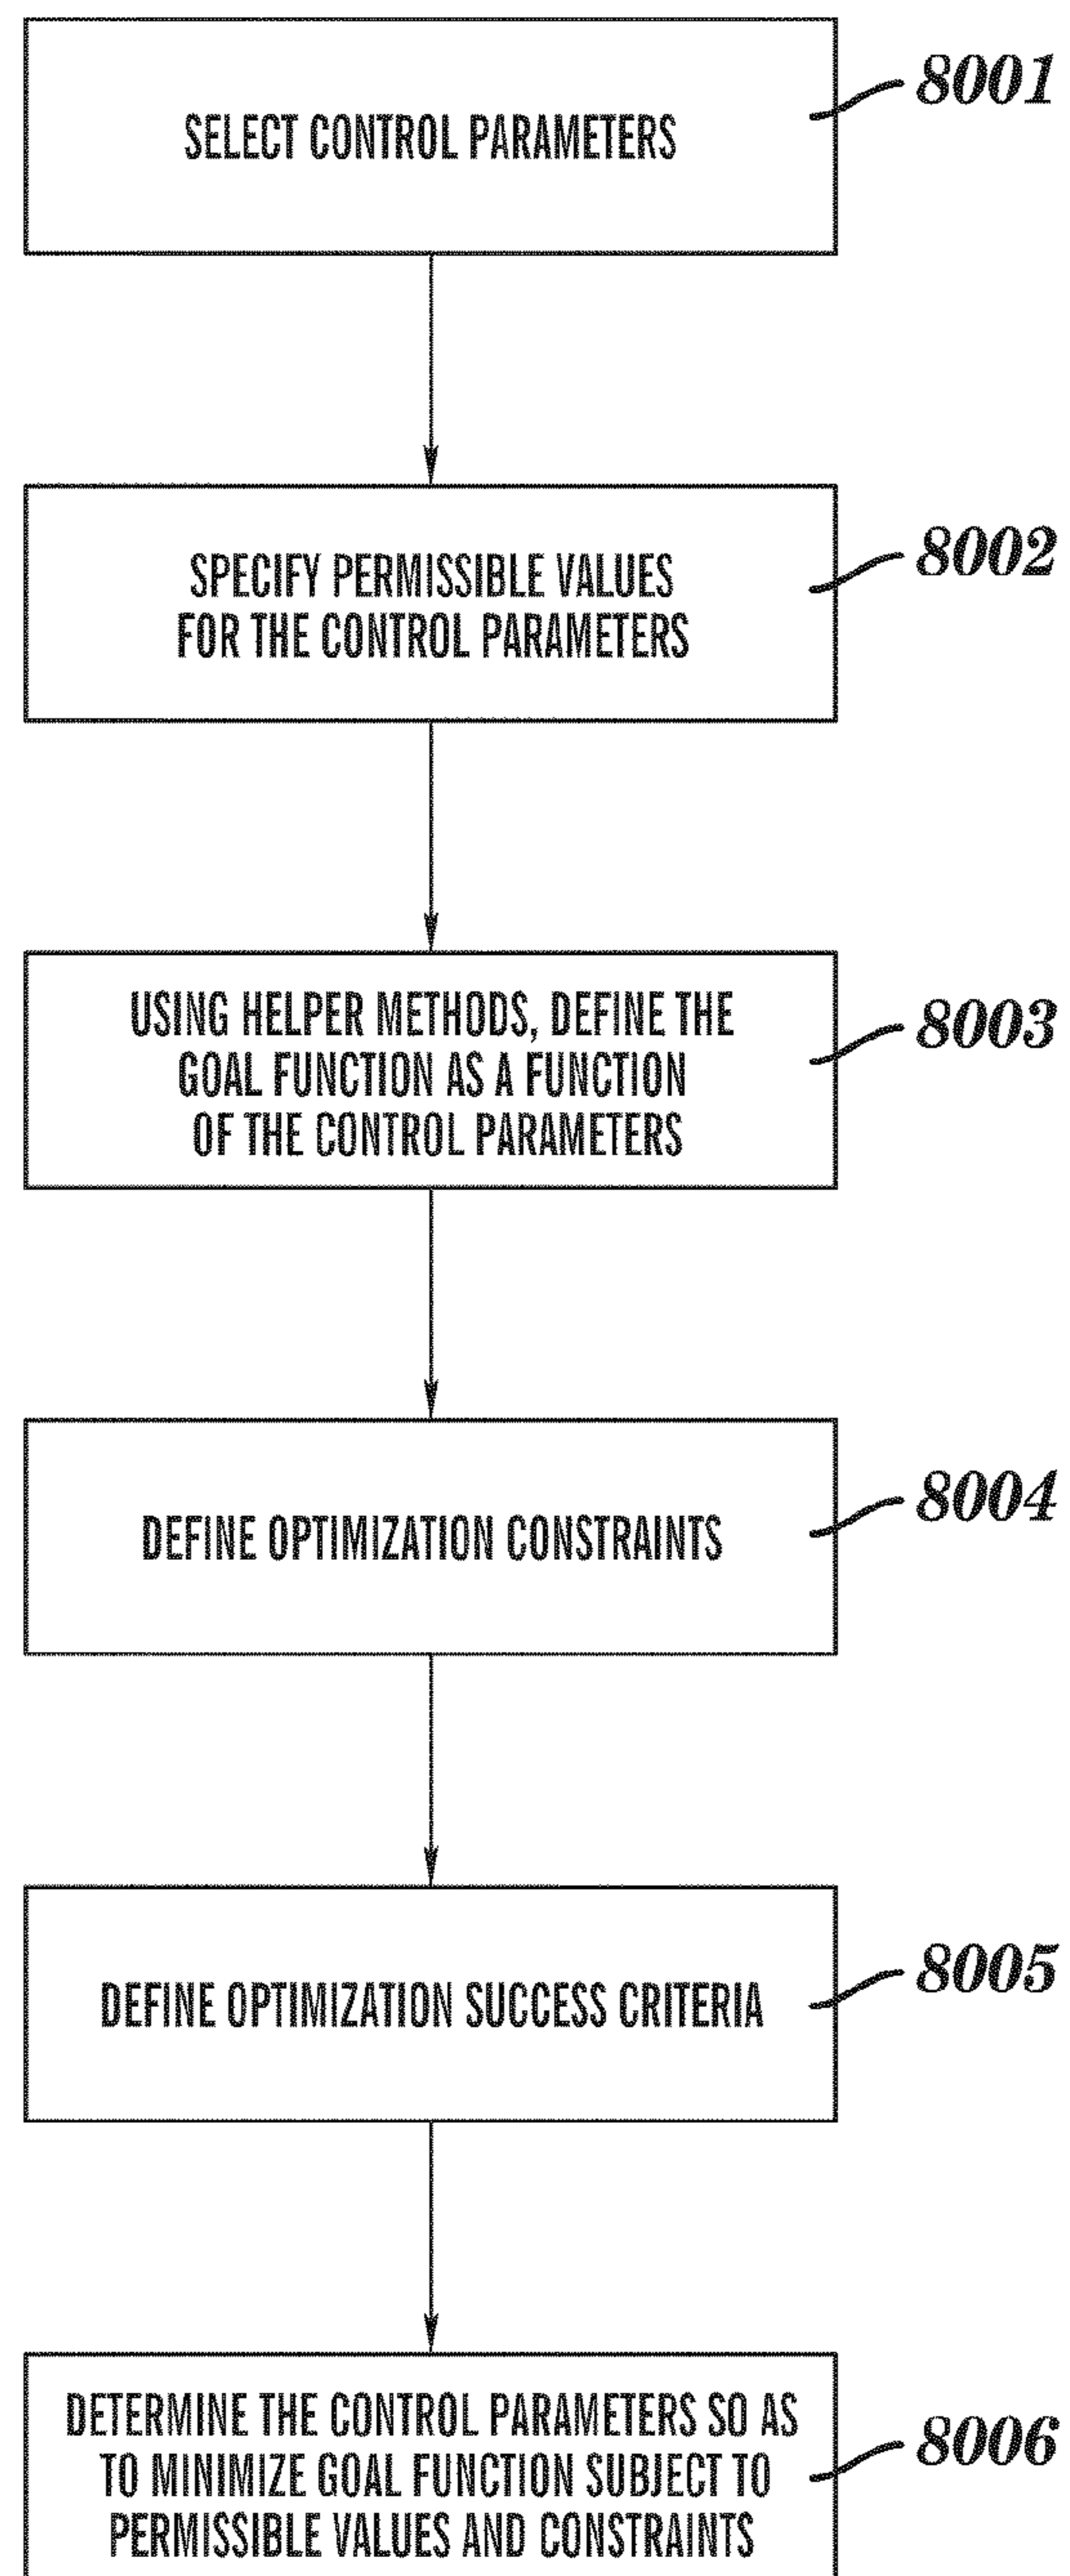 SELECT CONTROL PARAMETERS
8001
SPECIFY PERMISSIBLE VALUES
FOR THE CONTROL PARAMETERS
8002
USING HELPER METHODS, DEFINE THE
GOAL FUNCTION AS A FUNCTION
OF THE CONTROL PARAMETERS
8003
DEFINE OPTIMIZATION CONSTRAINTS
8004
DEFINE OPTIMIZATION SUCCESS CRITERIA
8005
DETERMINE THE CONTROL PARAMETERS SO AS
TO MINIMIZE GOAL FUNCTION SUBJECT TO
PERMISSIBLE VALUES AND CONSTRAINTS
8006